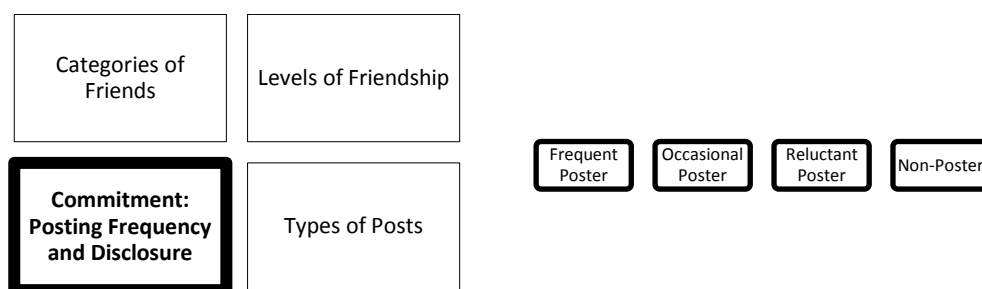 Categories of
Friends
Levels of Friendship
Commitment:
Posting Frequency
and Disclosure
Types of Posts
Frequent
Poster
Occasional
Poster
Reluctant
Poster
Non-Poster